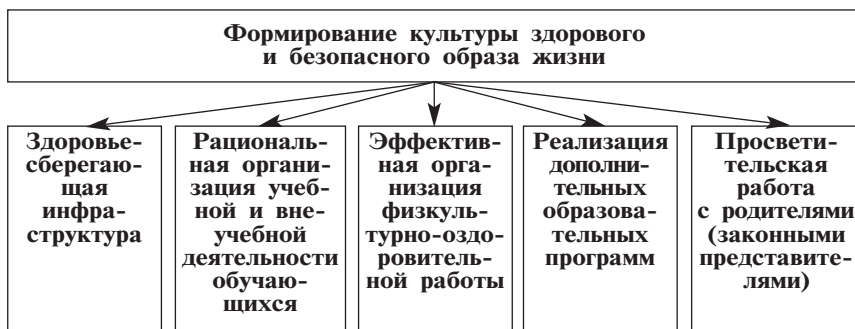 Формирование культуры здорового
и безопасного образа жизни
Здоровье-
сберегаю-
щая
инфра-
структура
Рациональ-
ная органи-
зация учеб-
ной и вне-
учебной
деятельности
обучаю-
щихся
Эффектив-
ная орга-
низация
физкуль-
турно-оздо-
ровитель-
ной работы
Реализация
дополни-
тельных
образова-
тельных
программ
Просвети-
тельская
работа
с родителями
(законными
представите-
лями)